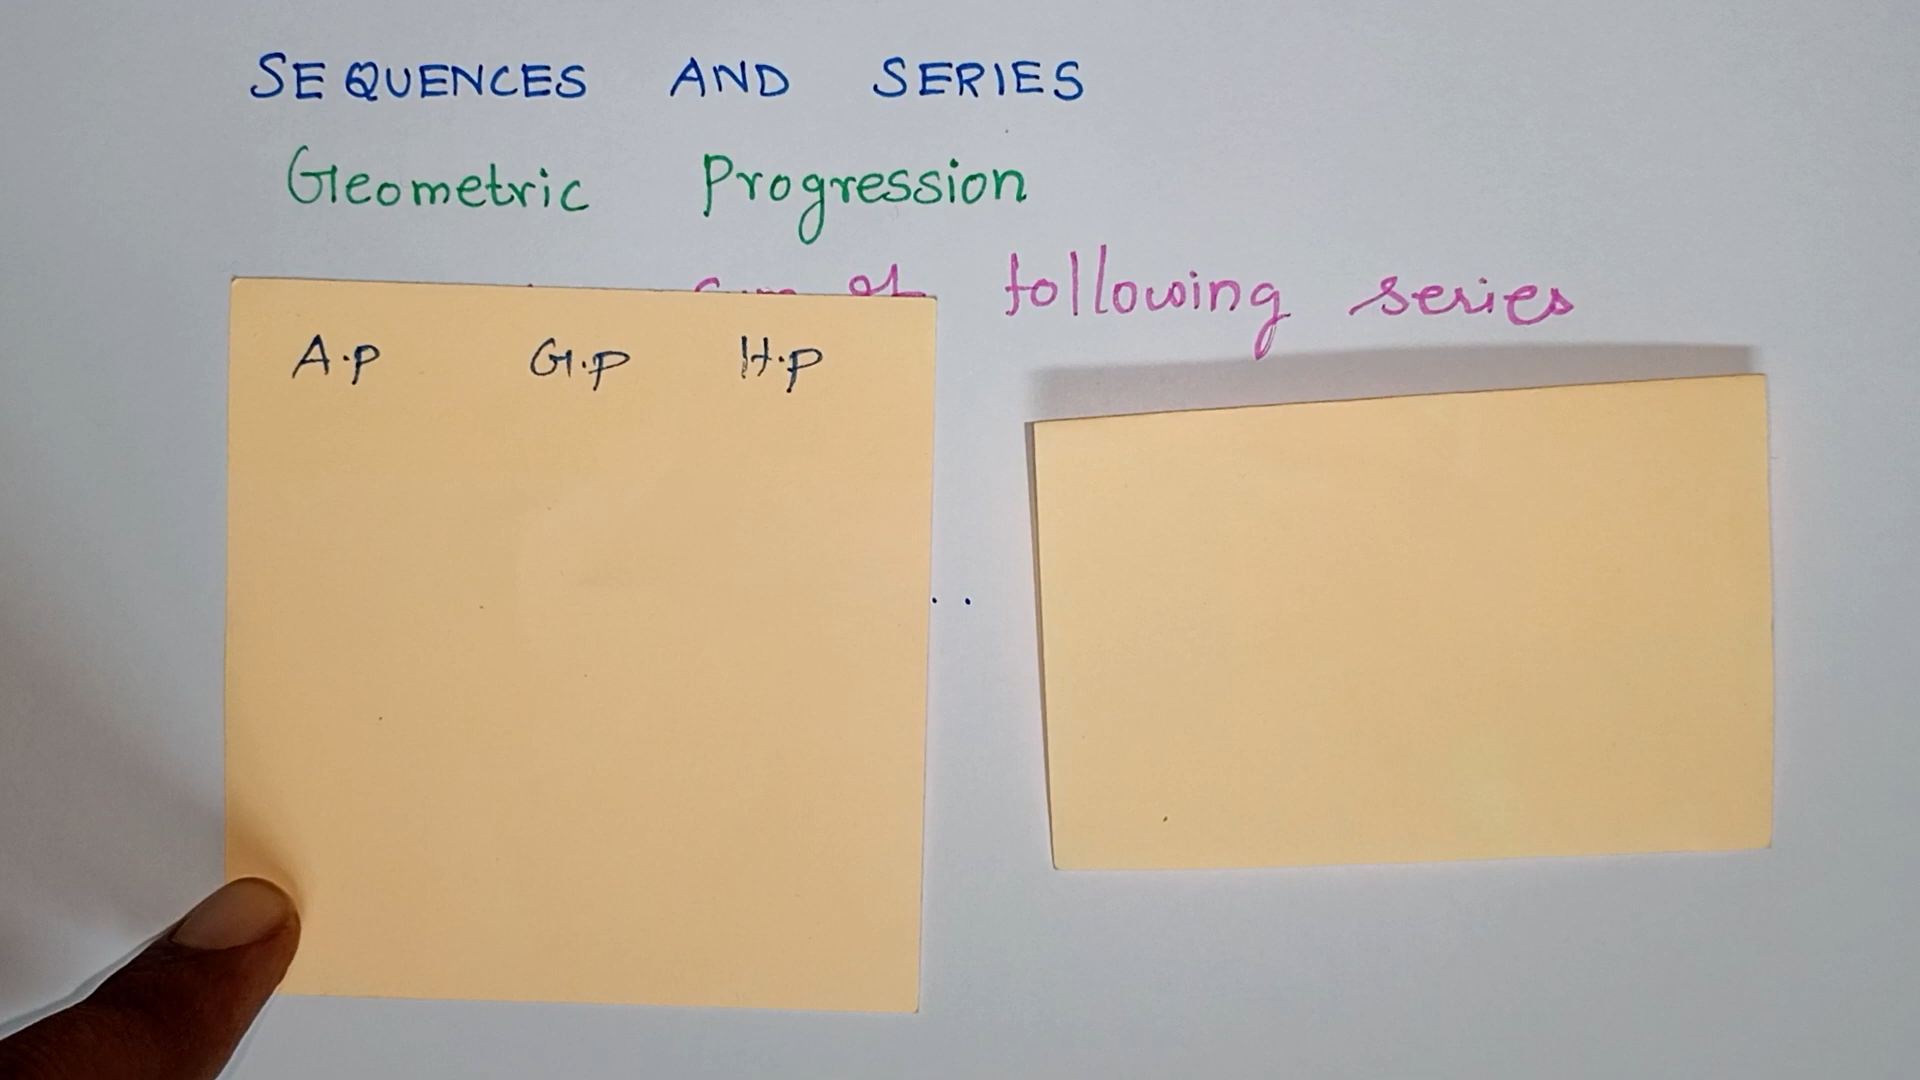 SEQUENCES AND SERIES
Geometric Progression
following series
A.P G.P H.P
. .